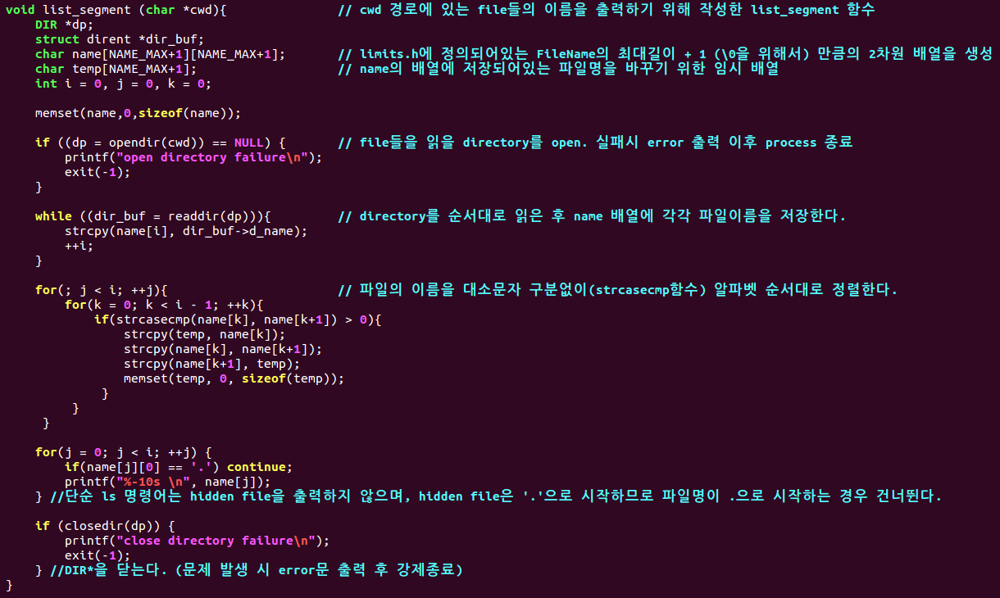 void list_segment (char *cwd){ // cwd 경로에 있는 file들의 이름을 출력하기 위해 작성한 list_segment 함수
DIR *dp;
struct dirent *dir_buf;
char name[NAME_MAX+1][NAME_MAX+1]; // limits.h에 정의되어있는 FileName의 최대길이 + 1 (\0을 위해서) 만큼의 2차원 배열을 생성
char temp[NAME_MAX+1]; // name의 배열에 저장되어있는 파일명을 바꾸기 위한 임시 배열
int i = 0, j = 0, k = 0;
memset(name,0,sizeof(name));
if ((dp = opendir(cwd)) == NULL) { // file들을 읽을 directory를 open. 실패시 error 출력 이후 process 종료
printf("open directory failure\n");
exit(-1);
}
while ((dir_buf = readdir(dp))){ // directory를 순서대로 읽은 후 name 배열에 각각 파일이름을 저장한다.
strcpy(name[i], dir_buf->d_name);
++i;
}
for(; j < i; ++j){ // 파일의 이름을 대소문자 구분없이(strcasecmp함수) 알파벳 순서대로 정렬한다.
for(k = 0; k < i - 1; ++k){
if(strcasecmp(name[k], name[k+1]) > 0){
strcpy(temp, name[k]);
strcpy(name[k], name[k+1]);
strcpy(name[k+1], temp);
memset(temp, 0, sizeof(temp));
}
}
}
for(j = 0; j < i; ++j) {
if(name[j][0] == '.') continue;
printf("%-10s \n", name[j]);
} //단순 ls 명령어는 hidden file을 출력하지 않으며, hidden file은 '.'으로 시작하므로 파일명이 .으로 시작하는 경우 건너뛴다.
if (closedir(dp)) {
printf("close directory failure\n");
exit(-1);
} //DIR*을 닫는다. (문제 발생 시 error문 출력 후 강제종료)
}